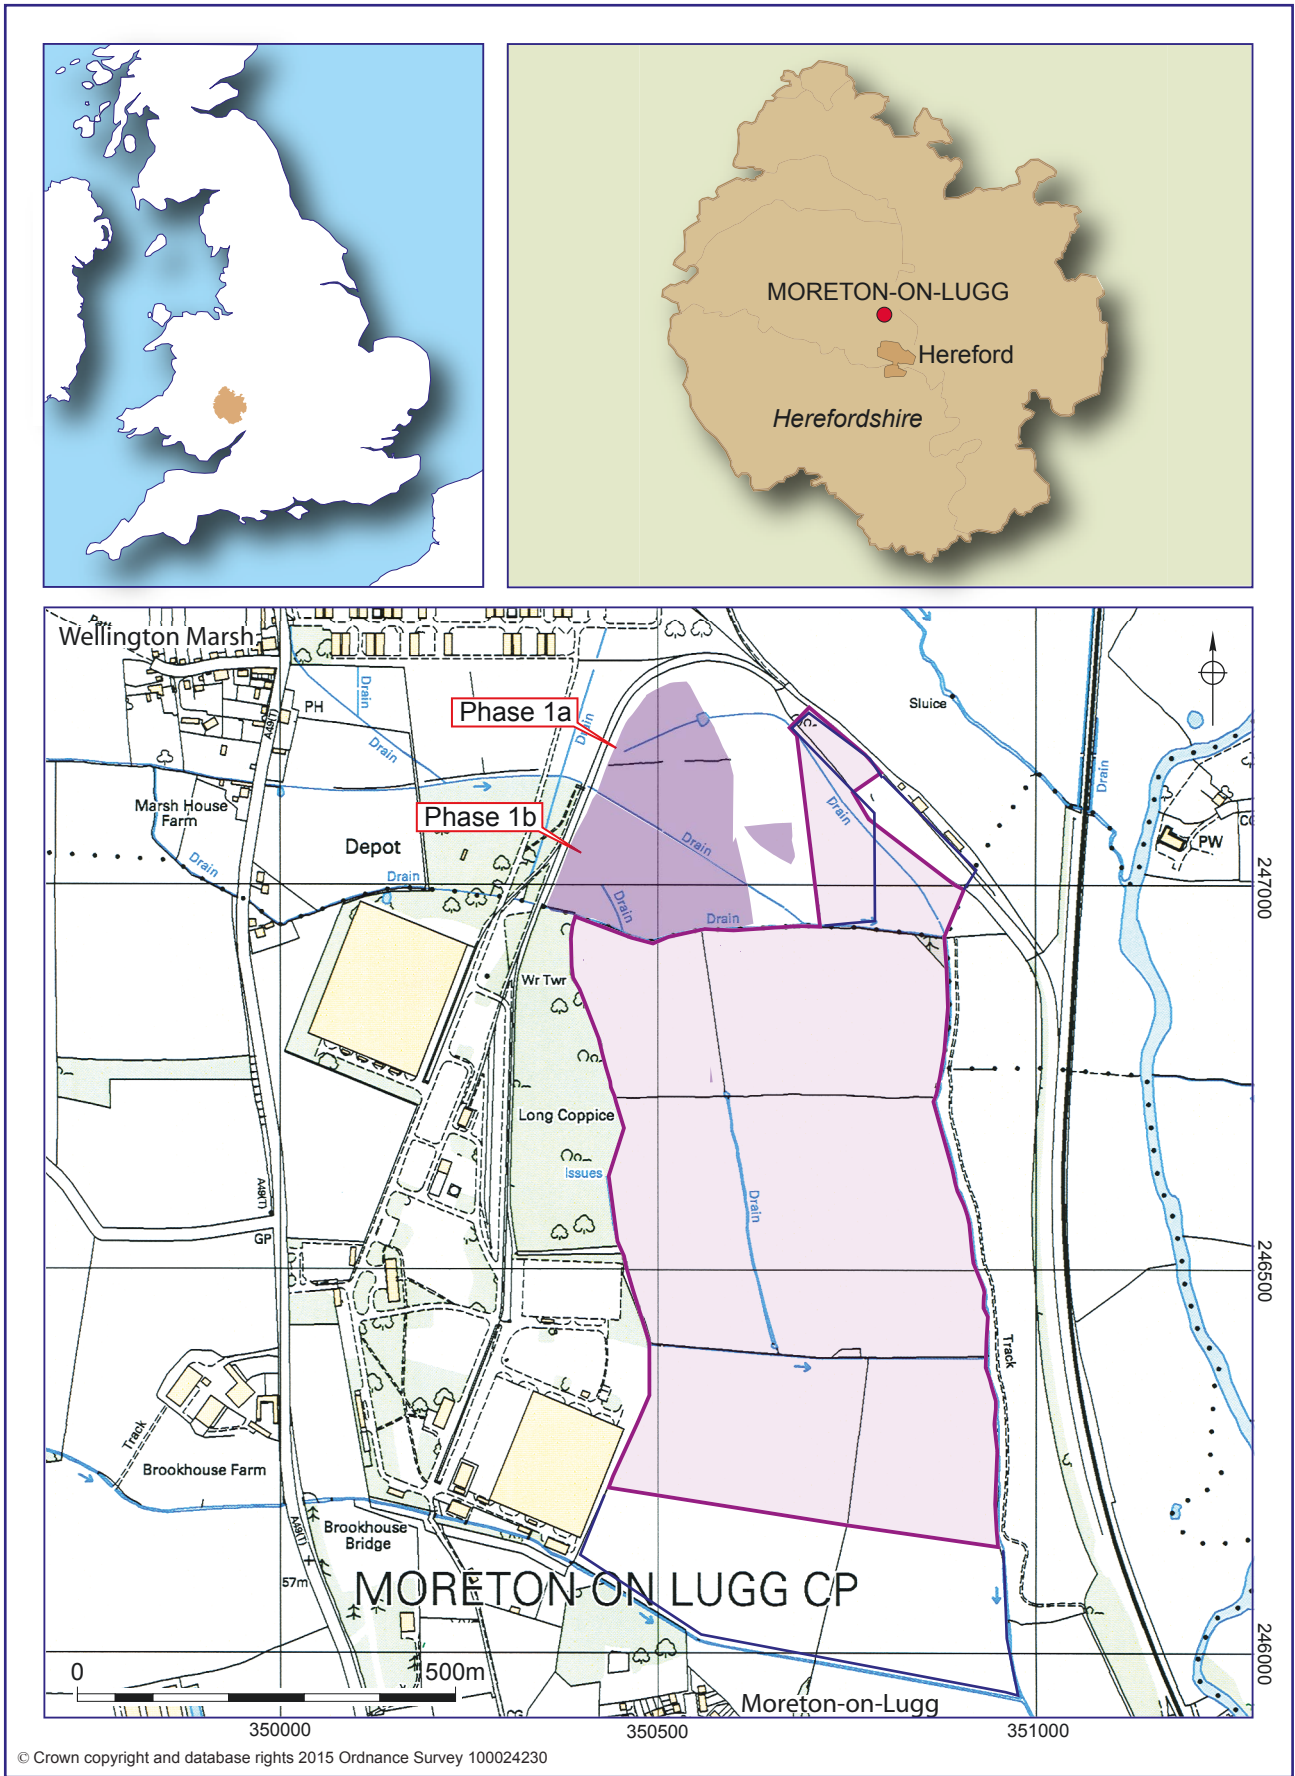 MORETON-ON-LUGG
Hereford
Herefordshire
Wellington Marsh
PH
A49(T)
Drain
Drain
Drain
Phase 1a
Phase 1b
Sluice
Drain
Marsh House
Farm
Depot
Drain
Drain
Drain
Drain
Drain
Drain
PW
247000
Wr Twr
Long Coppice
Issues
A49(T)
GP
Drain
246500
Track
Track
Brookhouse Farm
Brookhouse
Bridge
A49(T)
57m
MORETON ON LUGG CP
246000
0
500m
Moreton-on-Lugg
350000
350500
351000
© Crown copyright and database rights 2015 Ordnance Survey 100024230